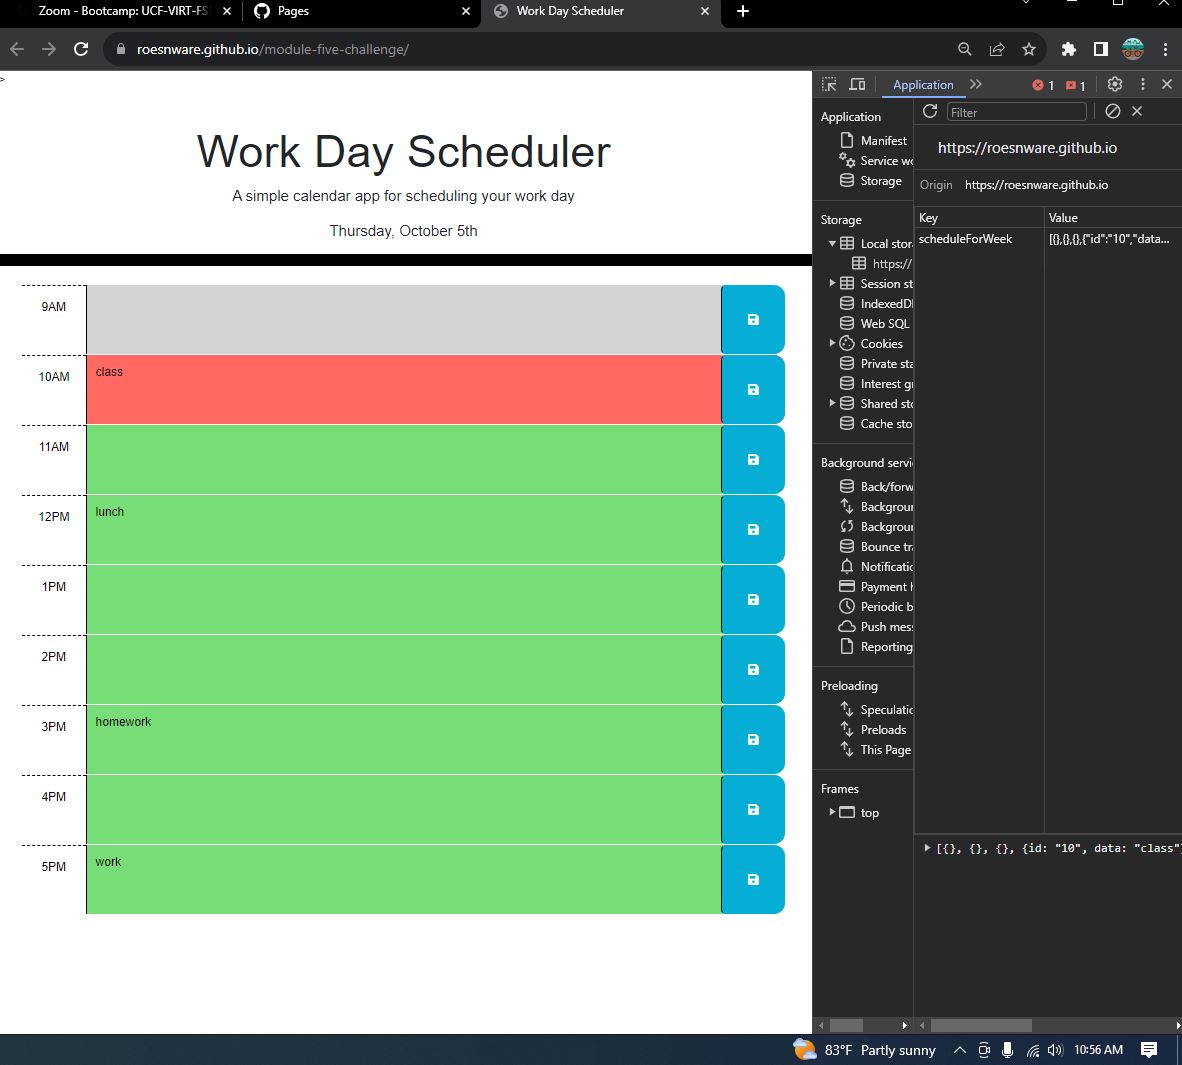 Zoom - Bootcamp: UCF-VIRT-FS
Pages
Work Day Scheduler
roesnware.github.io/module-five-challenge/
>
Work Day Scheduler
A simple calendar app for scheduling your work day
Thursday, October 5th
9AM
10AM class
11AM
12PM lunch
1PM
2PM
3PM homework
4PM
5PM work
Application
1
1
Application
Manifest
Service wo
Storage
Storage
Local stor
https://
Session st
IndexedD
Web SQL
Cookies
Private sta
Interest g
Shared sto
Cache sto
Background servi
Back/forw
Backgrour
Backgrour
Bounce tr
Notificatio
Payment h
Periodic b
Push mess
Reporting
Preloading
Speculatio
Preloads
This Page
Frames
top
Filter
https://roesnware.github.io
Origin https://roesnware.github.io
Key Value
scheduleForWeek [{},{},{},{"id":"10","data...
[{}, {}, {}, {id: "10", data: "class"
83°F Partly sunny
10:56 AM